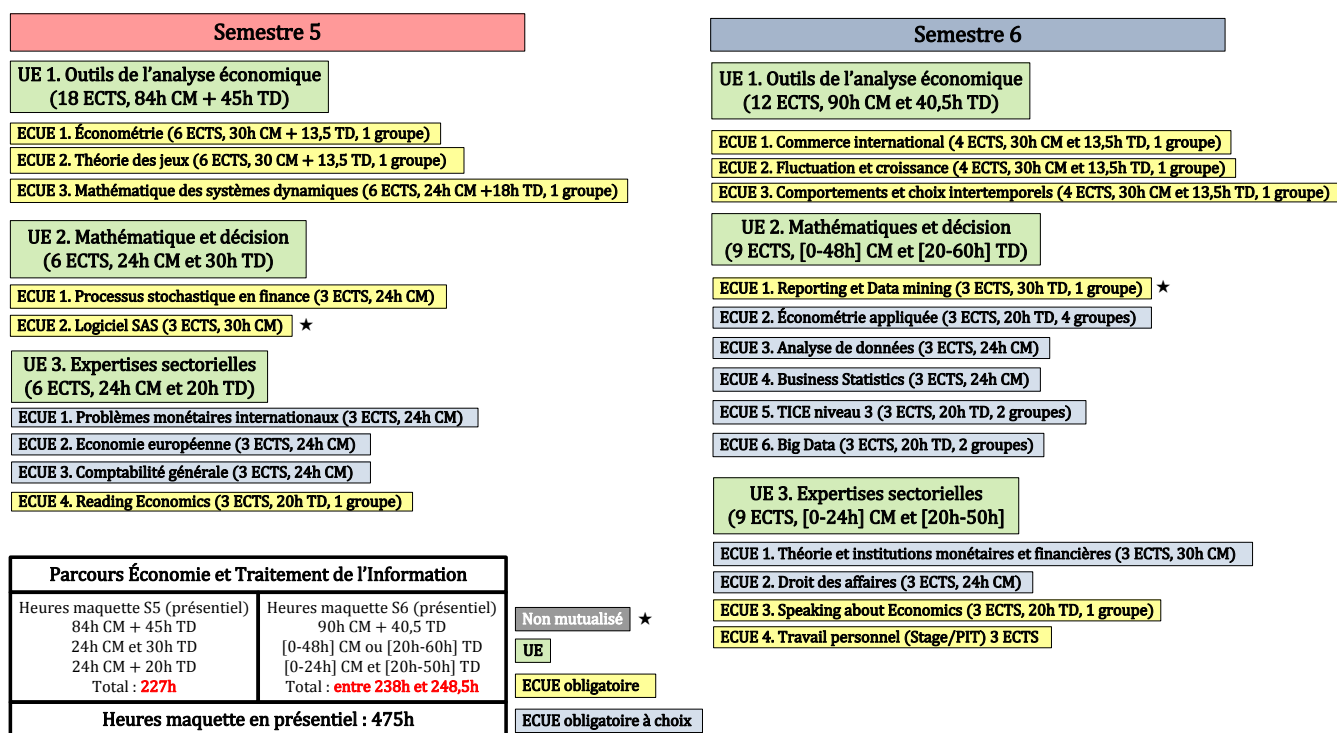 Semestre 5
UE 1. Outils de l'analyse économique
(18 ECTS, 84h CM + 45h TD)
ECUE 1. Économétrie (6 ECTS, 30h CM + 13,5 TD, 1 groupe)
ECUE 2. Théorie des jeux (6 ECTS, 30 CM + 13,5 TD, 1 groupe)
ECUE 3. Mathématique des systèmes dynamiques (6 ECTS, 24h CM +18h TD, 1 groupe)
UE 2. Mathématique et décision
(6 ECTS, 24h CM et 30h TD)
ECUE 1. Processus stochastique en finance (3 ECTS, 24h CM)
ECUE 2. Logiciel SAS (3 ECTS, 30h CM) ★
UE 3. Expertises sectorielles
(6 ECTS, 24h CM et 20h TD)
ECUE 1. Problèmes monétaires internationaux (3 ECTS, 24h CM)
ECUE 2. Economie européenne (3 ECTS, 24h CM)
ECUE 3. Comptabilité générale (3 ECTS, 24h CM)
ECUE 4. Reading Economics (3 ECTS, 20h TD, 1 groupe)
Semestre 6
UE 1. Outils de l'analyse économique
(12 ECTS, 90h CM et 40,5h TD)
ECUE 1. Commerce international (4 ECTS, 30h CM et 13,5h TD, 1 groupe)
ECUE 2. Fluctuation et croissance (4 ECTS, 30h CM et 13,5h TD, 1 groupe)
ECUE 3. Comportements et choix intertemporels (4 ECTS, 30h CM et 13,5h TD, 1 groupe)
UE 2. Mathématiques et décision
(9 ECTS, [0-48h] CM et [20-60h] TD)
ECUE 1. Reporting et Data mining (3 ECTS, 30h TD, 1 groupe) ★
ECUE 2. Économétrie appliquée (3 ECTS, 20h TD, 4 groupes)
ECUE 3. Analyse de données (3 ECTS, 24h CM)
ECUE 4. Business Statistics (3 ECTS, 24h CM)
ECUE 5. TICE niveau 3 (3 ECTS, 20h TD, 2 groupes)
ECUE 6. Big Data (3 ECTS, 20h TD, 2 groupes)
UE 3. Expertises sectorielles
(9 ECTS, [0-24h] CM et [20h-50h]
ECUE 1. Théorie et institutions monétaires et financières (3 ECTS, 30h CM)
ECUE 2. Droit des affaires (3 ECTS, 24h CM)
ECUE 3. Speaking about Economics (3 ECTS, 20h TD, 1 groupe)
ECUE 4. Travail personnel (Stage/PIT) 3 ECTS
Parcours Économie et Traitement de l'Information
Heures maquette S5 (présentiel)
84h CM + 45h TD
24h CM et 30h TD
24h CM + 20h TD
Total : 227h
Heures maquette S6 (présentiel)
90h CM + 40,5 TD
[0-48h] CM ou [20h-60h] TD
[0-24h] CM et [20h-50h] TD
Total : entre 238h et 248,5h
Heures maquette en présentiel : 475h
Non mutualisé ★
UE
ECUE obligatoire
ECUE obligatoire à choix